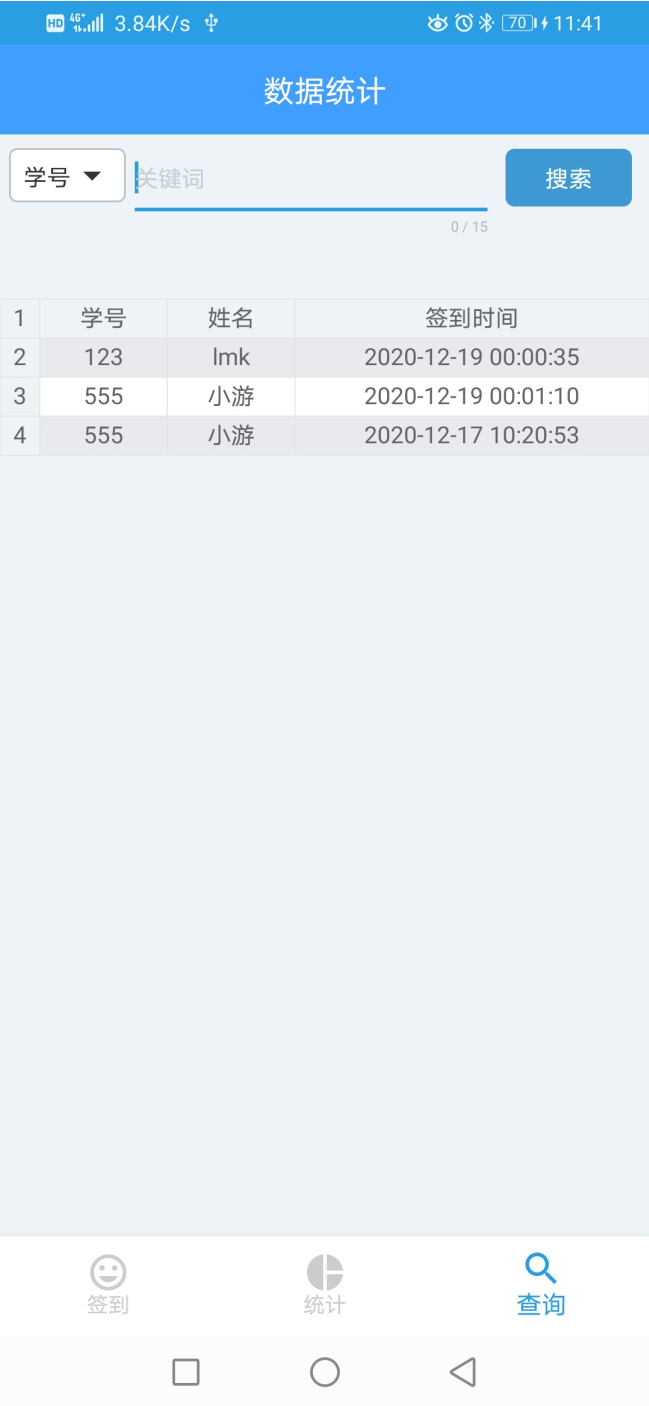 HD 4G 3.84K/s 70 11:41
数据统计
学号 关键词 搜索
0 / 15
1 学号 姓名 签到时间
2 123 lmk 2020-12-19 00:00:35
3 555 小游 2020-12-19 00:01:10
4 555 小游 2020-12-17 10:20:53
签到 统计 查询